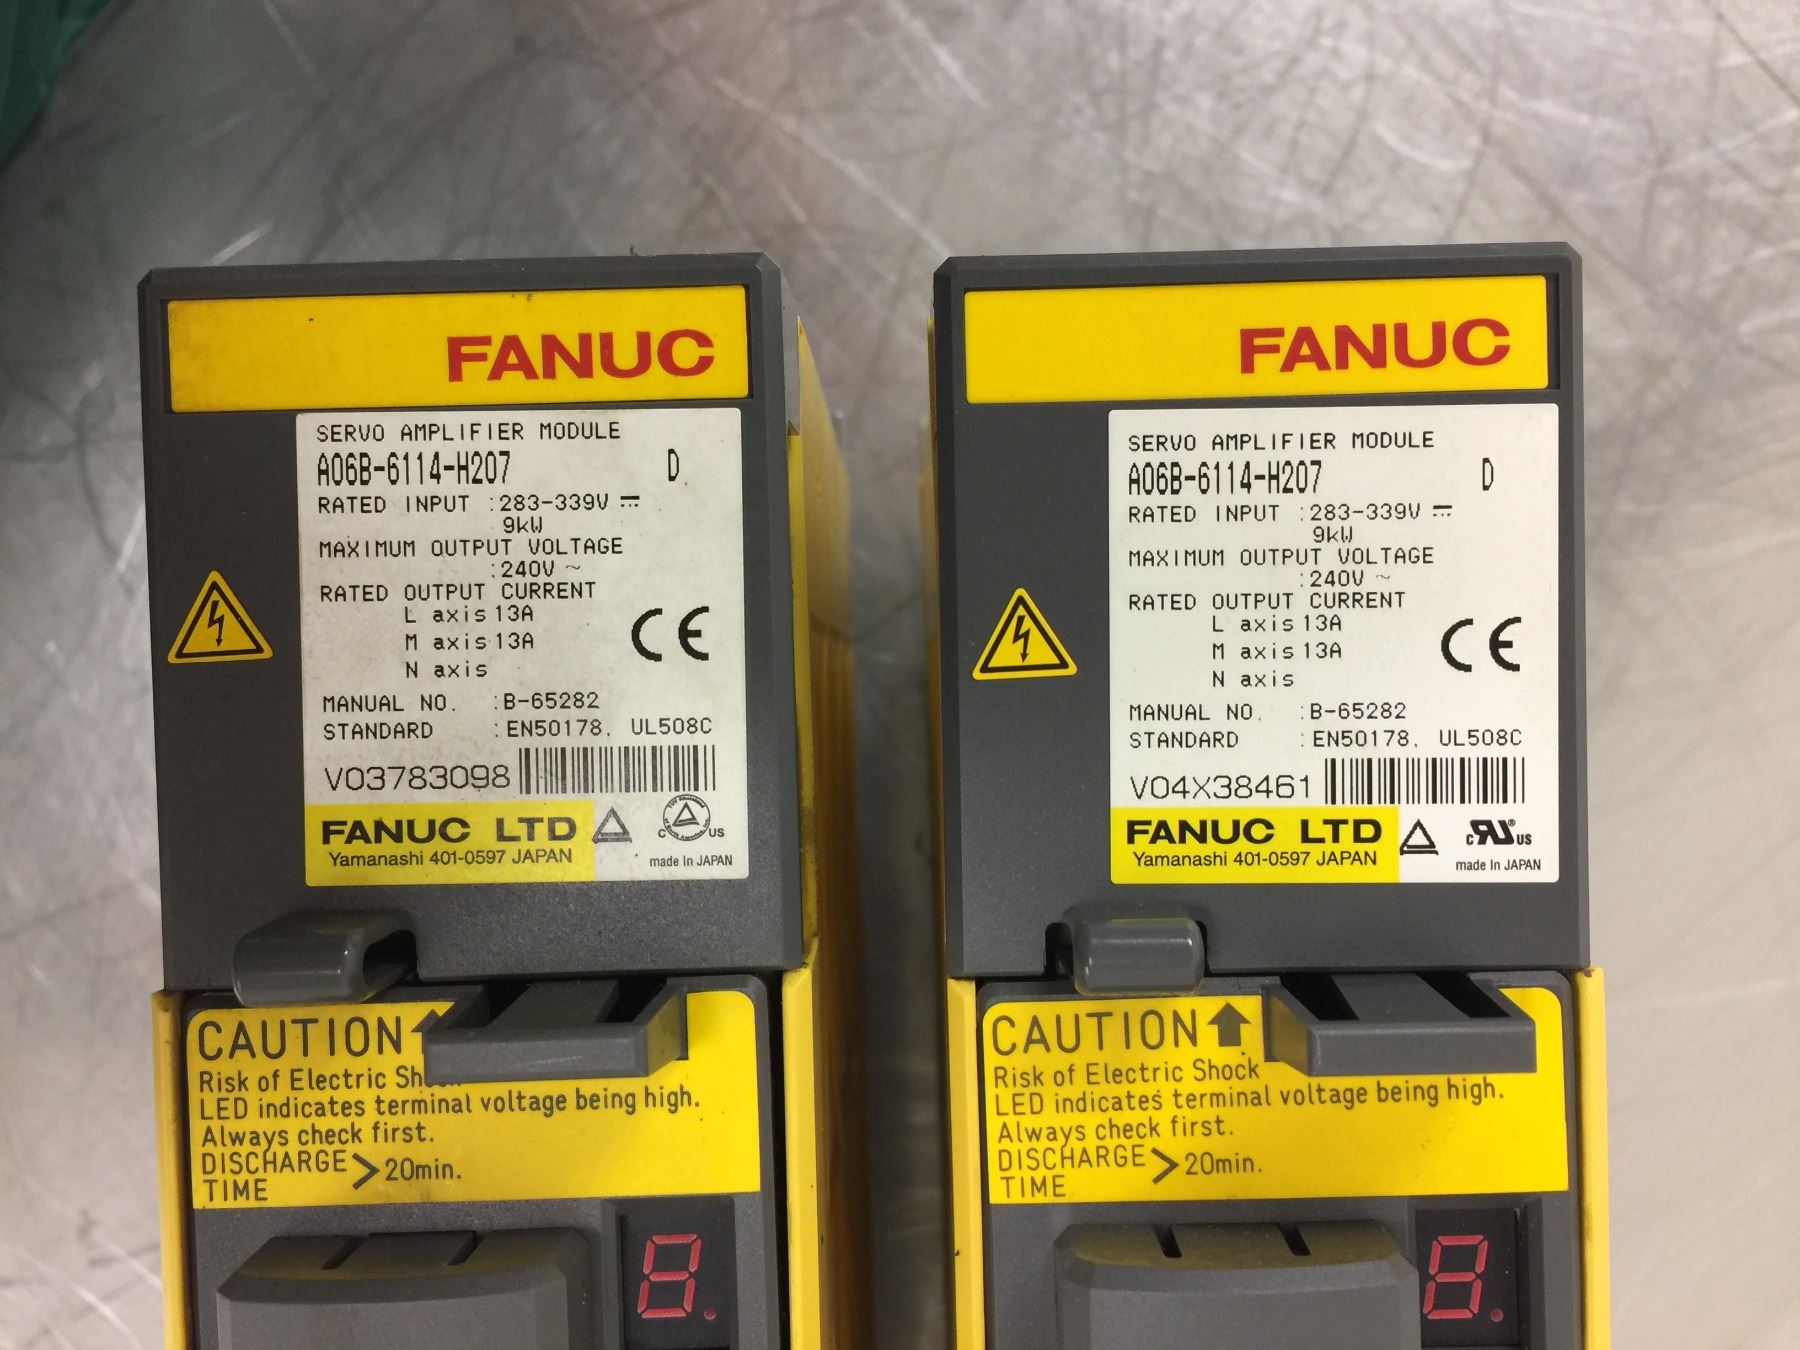 FANUC
SERVO AMPLIFIER MODULE
A06B-6114-H207 D
RATED INPUT :283-339V ⎓
9kW
MAXIMUM OUTPUT VOLTAGE
:240V ~
RATED OUTPUT CURRENT
L axis 13A
M axis 13A
N axis
MANUAL NO. :B-65282
STANDARD :EN50178, UL508C
V03783098
FANUC LTD
Yamanashi 401-0597 JAPAN
C US
made In JAPAN
CE
CAUTION
Risk of Electric
LED indicates terminal voltage being high.
Always check first.
DISCHARGE > 20min.
TIME
8.
FANUC
SERVO AMPLIFIER MODULE
A06B-6114-H207 D
RATED INPUT :283-339V ⎓
9kW
MAXIMUM OUTPUT VOLTAGE
:240V ~
RATED OUTPUT CURRENT
L axis 13A
M axis 13A
N axis
MANUAL NO. :B-65282
STANDARD :EN50178, UL508C
V04X38461
FANUC LTD
Yamanashi 401-0597 JAPAN
c RU® US
made In JAPAN
CE
CAUTION
Risk of Electric Shock
LED indicates terminal voltage being high.
Always check first.
DISCHARGE > 20min.
TIME
8.